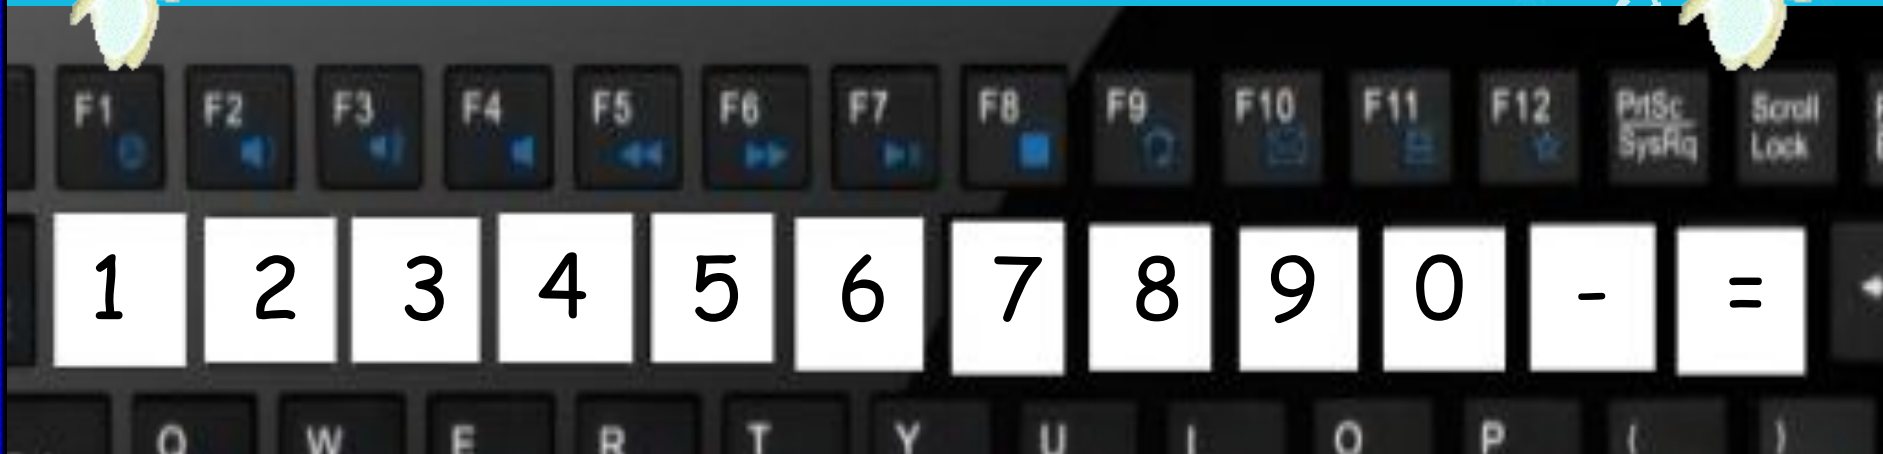 F1 F2 F3 F4 F5 F6 F7 F8 F9 F10 F11 F12 PrtSc Scroll
SysRq Lock
1 2 3 4 5 6 7 8 9 0 - =
Q W E R T Y U I O P ( )